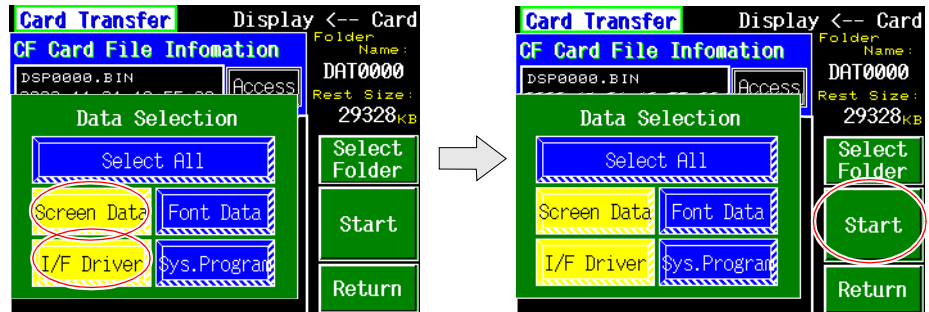 Card Transfer Display <-- Card
CF Card File Infomation
Folder
Name:
DSP0000.BIN
Access
DAT0000
Rest Size:
29328KB
Data Selection
Select All
Select
Folder
Screen Data Font Data
Start
I/F Driver Sys.Program
Return
Card Transfer Display <-- Card
CF Card File Infomation
Folder
Name:
DSP0000.BIN
Access
DAT0000
Rest Size:
29328KB
Data Selection
Select All
Select
Folder
Screen Data Font Data
Start
I/F Driver Sys.Program
Return